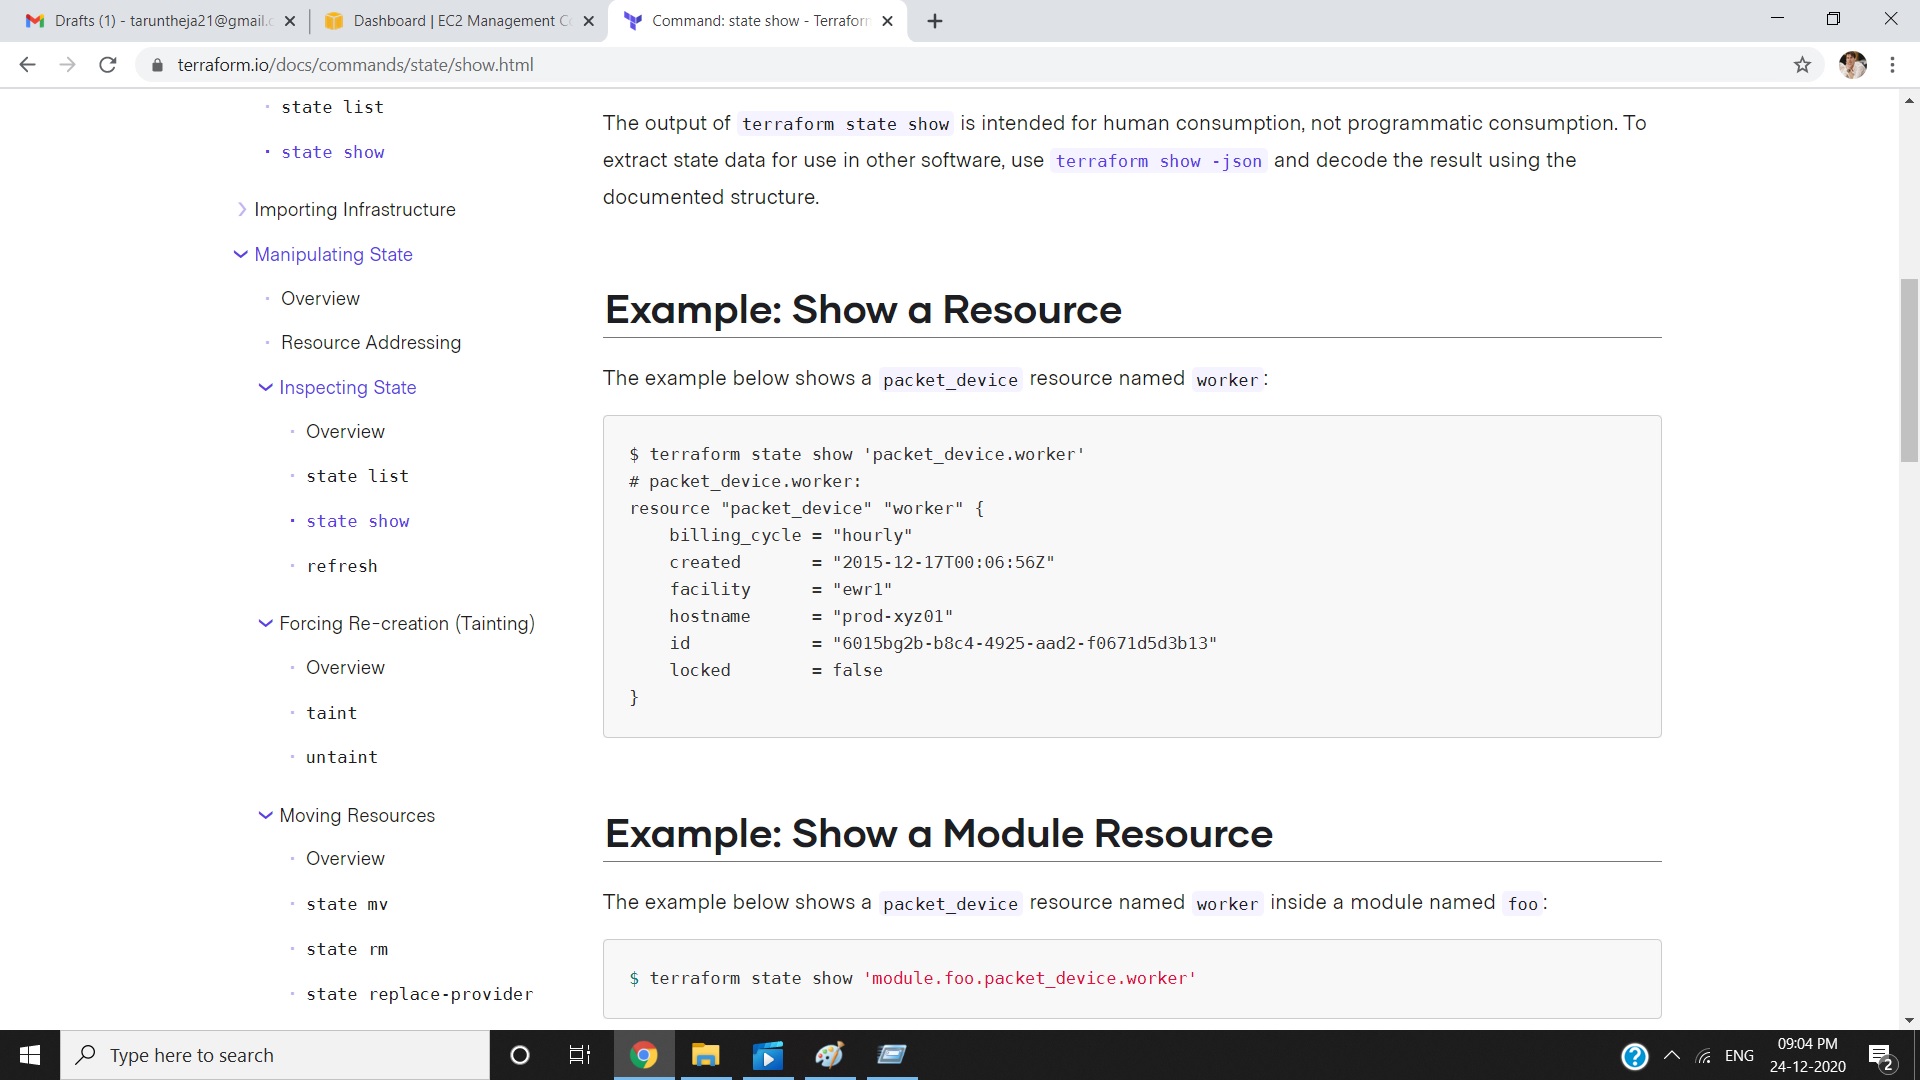 Drafts (1) - taruntheja21@gmail.c
Dashboard | EC2 Management C
Command: state show - Terraform
terraform.io/docs/commands/state/show.html
state list
state show
Importing Infrastructure
Manipulating State
Overview
Resource Addressing
Inspecting State
Overview
state list
state show
refresh
Forcing Re-creation (Tainting)
Overview
taint
untaint
Moving Resources
Overview
state mv
state rm
state replace-provider
The output of terraform state show is intended for human consumption, not programmatic consumption. To
extract state data for use in other software, use terraform show -json and decode the result using the
documented structure.
Example: Show a Resource
The example below shows a packet_device resource named worker:
$ terraform state show 'packet_device.worker'
# packet_device.worker:
resource "packet_device" "worker" {
    billing_cycle = "hourly"
    created       = "2015-12-17T00:06:56Z"
    facility      = "ewr1"
    hostname      = "prod-xyz01"
    id            = "6015bg2b-b8c4-4925-aad2-f0671d5d3b13"
    locked        = false
}
Example: Show a Module Resource
The example below shows a packet_device resource named worker inside a module named foo:
$ terraform state show 'module.foo.packet_device.worker'
Type here to search
ENG
09:04 PM
24-12-2020
2